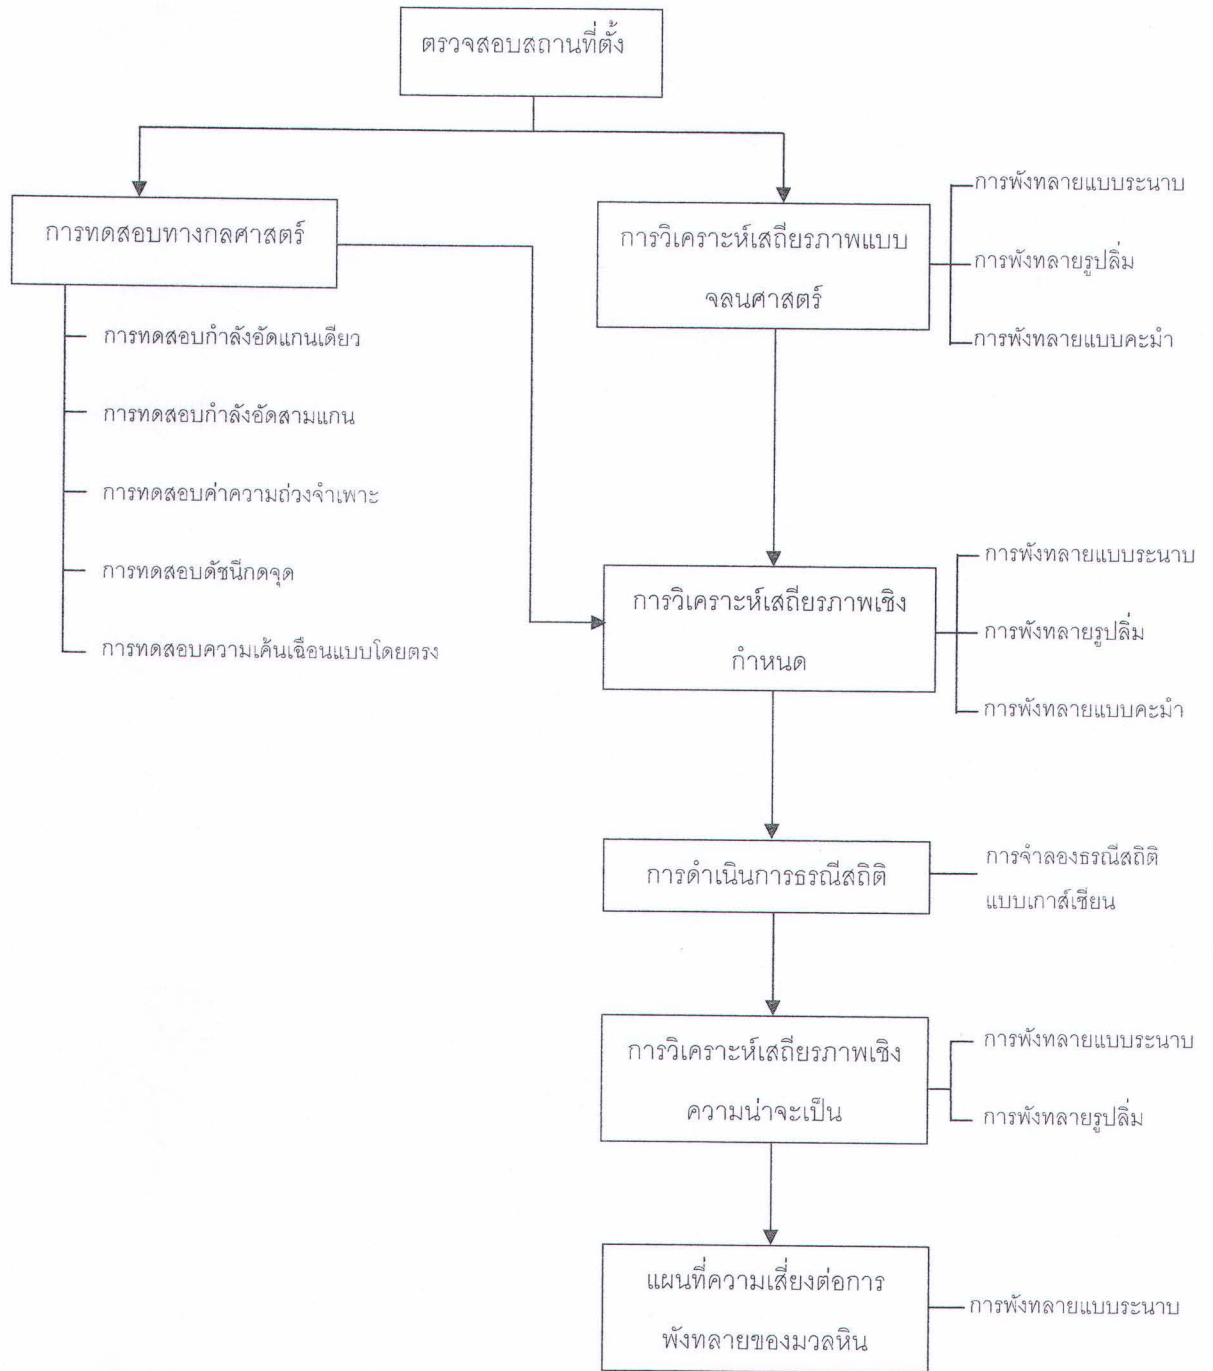 ตรวจสอบสถานที่ตั้ง
การทดสอบทางกลศาสตร์
การทดสอบกำลังอัดแกนเดียว
การทดสอบกำลังอัดสามแกน
การทดสอบค่าความถ่วงจำเพาะ
การทดสอบดัชนีกดจุด
การทดสอบความเค้นเฉือนแบบโดยตรง
การวิเคราะห์เสถียรภาพแบบ
จลนศาสตร์
การพังทลายแบบระนาบ
การพังทลายรูปลิ่ม
การพังทลายแบบคะมำ
การวิเคราะห์เสถียรภาพเชิง
กำหนด
การพังทลายแบบระนาบ
การพังทลายรูปลิ่ม
การพังทลายแบบคะมำ
การดำเนินการธรณีสถิติ
การจำลองธรณีสถิติ
แบบเกาส์เซียน
การวิเคราะห์เสถียรภาพเชิง
ความน่าจะเป็น
การพังทลายแบบระนาบ
การพังทลายรูปลิ่ม
แผนที่ความเสี่ยงต่อการ
พังทลายของมวลหิน
การพังทลายแบบระนาบ